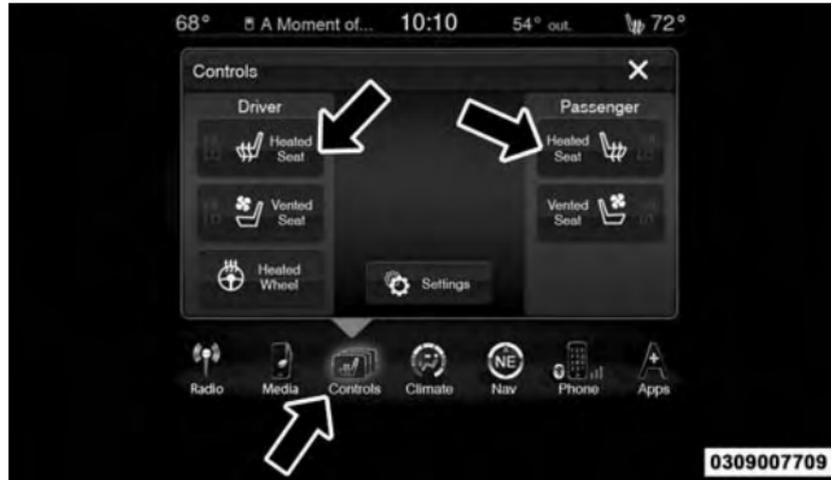 68° A Moment of... 10:10 54° out. 72°
Controls X
Driver Passenger
Heated
Seat
Heated
Seat
Vented
Seat
Vented
Seat
Heated
Wheel
Settings
Radio Media Controls Climate NE Nav Phone A Apps
0309007709